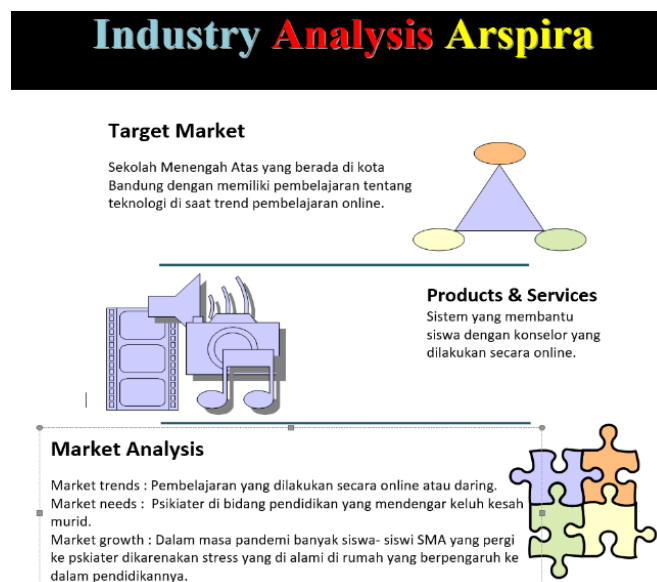 Industry Analysis Arspira
Target Market
Sekolah Menengah Atas yang berada di kota
Bandung dengan memiliki pembelajaran tentang
teknologi di saat trend pembelajaran online.
Products & Services
Sistem yang membantu
siswa dengan konselor yang
dilakukan secara online.
Market Analysis
Market trends : Pembelajaran yang dilakukan secara online atau daring.
Market needs :  Psikiater di bidang pendidikan yang mendengar keluh kesah
murid.
Market growth : Dalam masa pandemi banyak siswa- siswi SMA yang pergi
ke pskiater dikarenakan stress yang di alami di rumah yang berpengaruh ke
dalam pendidikannya.